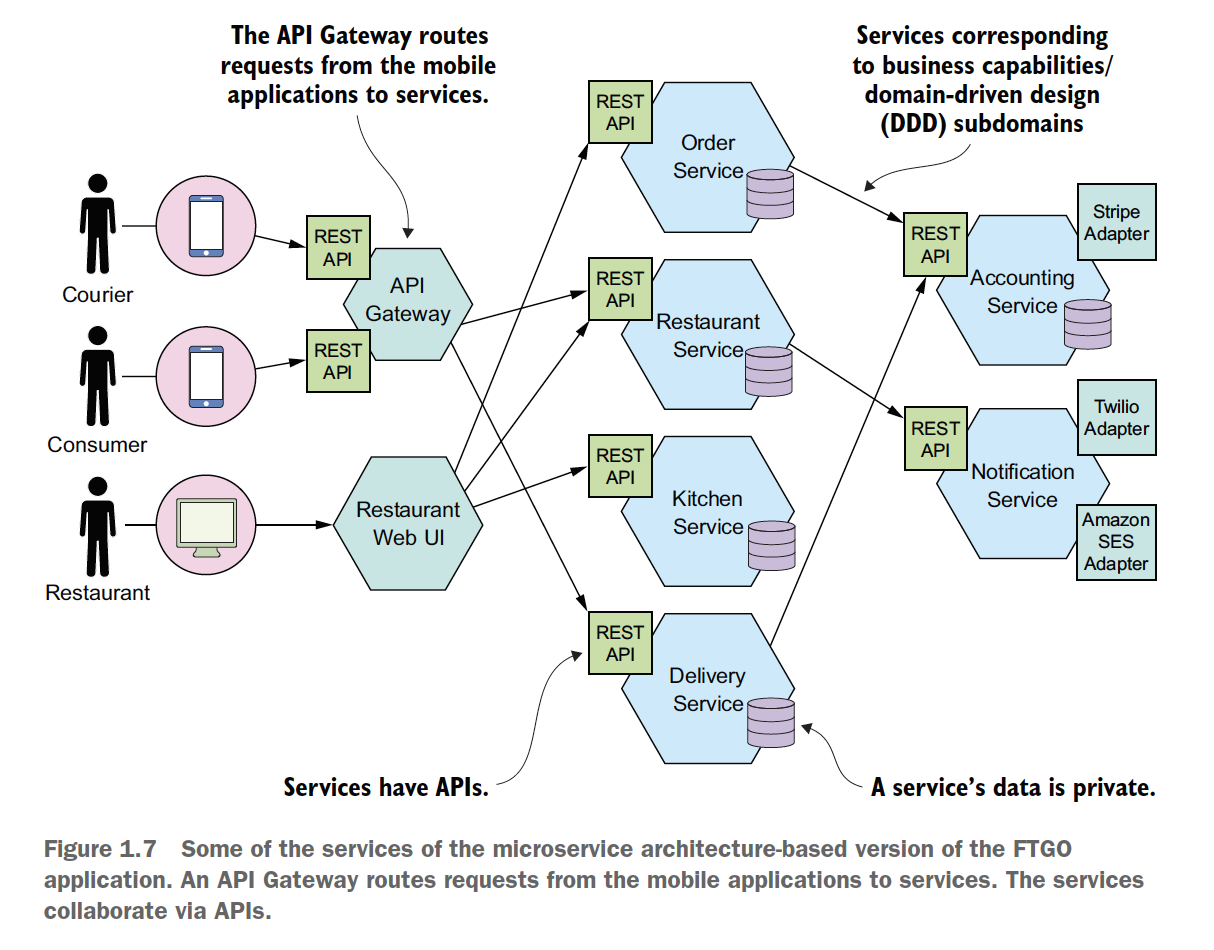 The API Gateway routes
requests from the mobile
applications to services.
Services corresponding
to business capabilities/
domain-driven design
(DDD) subdomains
Courier
Consumer
Restaurant
REST
API
REST
API
API
Gateway
Restaurant
Web UI
REST
API
Order
Service
REST
API
Restaurant
Service
REST
API
Kitchen
Service
REST
API
Delivery
Service
REST
API
Accounting
Service
Stripe
Adapter
REST
API
Notification
Service
Twilio
Adapter
Amazon
SES
Adapter
Services have APIs.
A service’s data is private.
Figure 1.7 Some of the services of the microservice architecture-based version of the FTGO
application. An API Gateway routes requests from the mobile applications to services. The services
collaborate via APIs.